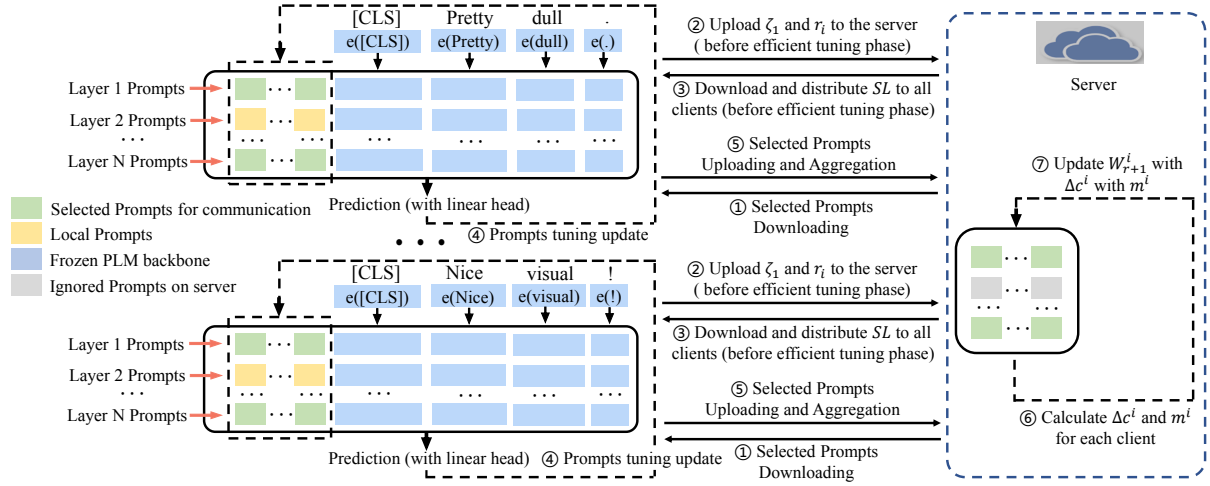 [CLS] Pretty dull .
e([CLS]) e(Pretty) e(dull) e(.)
Layer 1 Prompts
Layer 2 Prompts
...
Layer N Prompts
Prediction (with linear head)
④ Prompts tuning update
② Upload ζ₁ and rᵢ to the server
( before efficient tuning phase)
③ Download and distribute SL to all
clients (before efficient tuning phase)
⑤ Selected Prompts
Uploading and Aggregation
① Selected Prompts
Downloading
Selected Prompts for communication
Local Prompts
Frozen PLM backbone
Ignored Prompts on server
[CLS] Nice visual !
e([CLS]) e(Nice) e(visual) e(!)
Layer 1 Prompts
Layer 2 Prompts
...
Layer N Prompts
Prediction (with linear head)
④ Prompts tuning update
② Upload ζ₁ and rᵢ to the server
( before efficient tuning phase)
③ Download and distribute SL to all
clients (before efficient tuning phase)
⑤ Selected Prompts
Uploading and Aggregation
① Selected Prompts
Downloading
Server
⑦ Update Wⁱᵣ₊₁ with
Δcⁱ with mⁱ
⑥ Calculate Δcⁱ and mⁱ
for each client